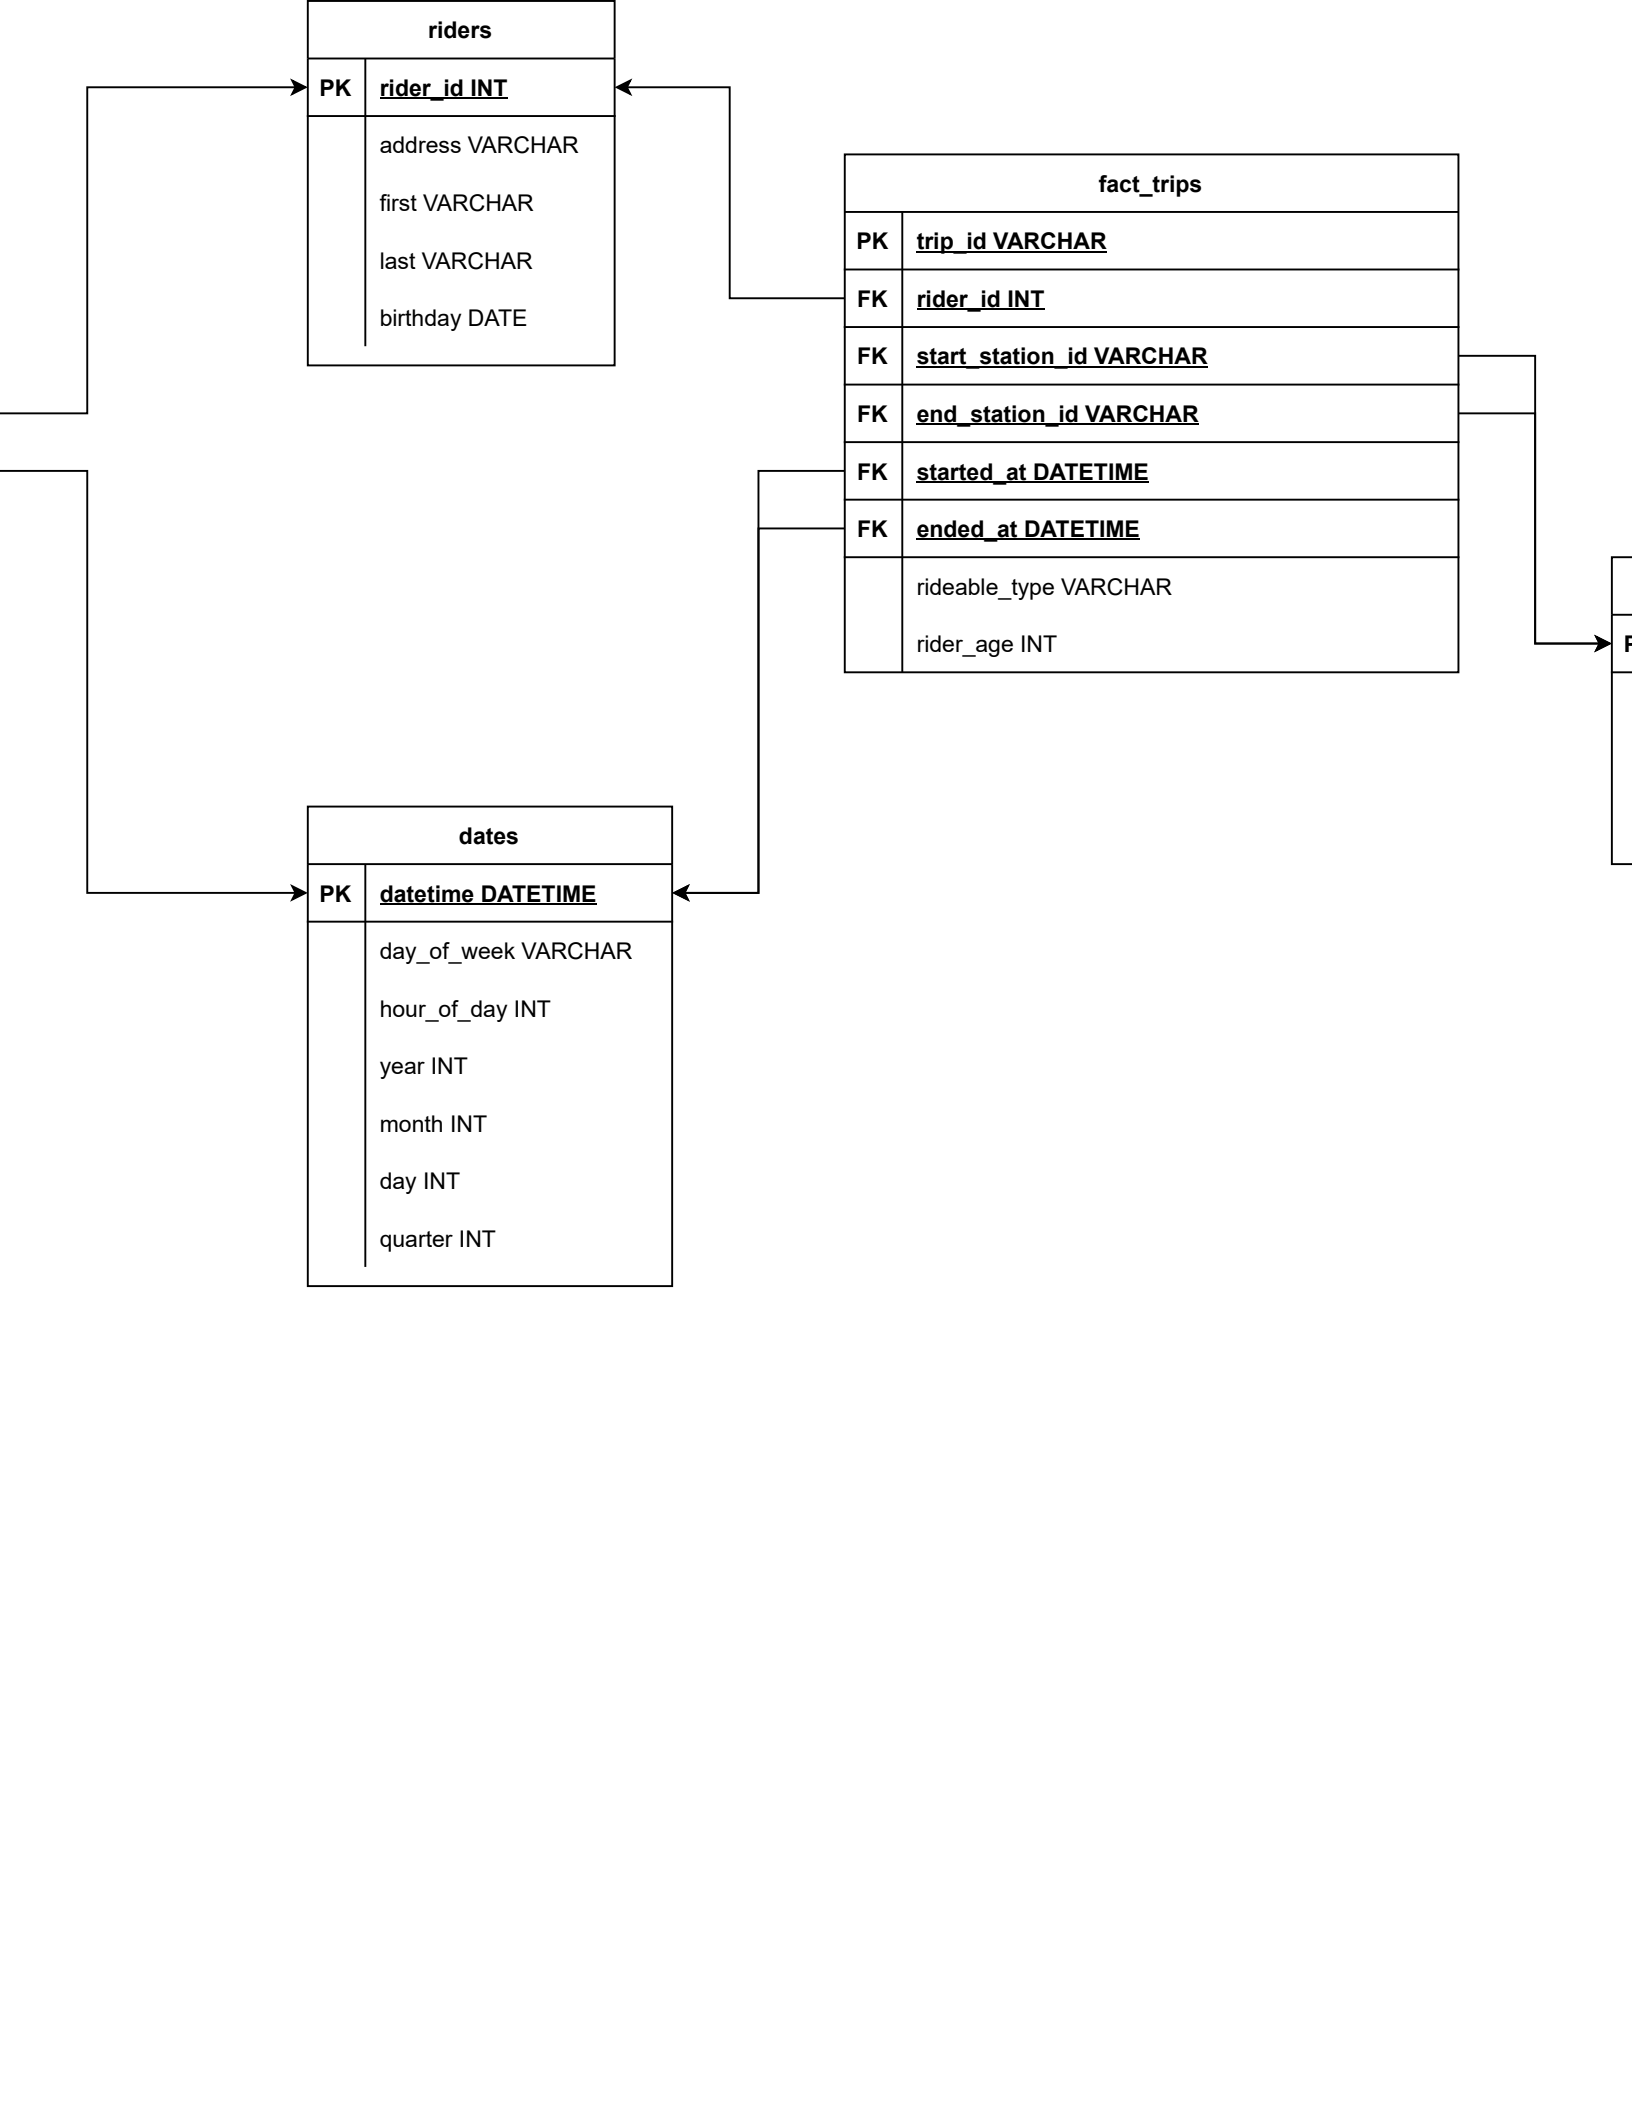 riders
PK rider_id INT
address VARCHAR
first VARCHAR
last VARCHAR
birthday DATE
fact_trips
PK trip_id VARCHAR
FK rider_id INT
FK start_station_id VARCHAR
FK end_station_id VARCHAR
FK started_at DATETIME
FK ended_at DATETIME
rideable_type VARCHAR
rider_age INT
dates
PK datetime DATETIME
day_of_week VARCHAR
hour_of_day INT
year INT
month INT
day INT
quarter INT